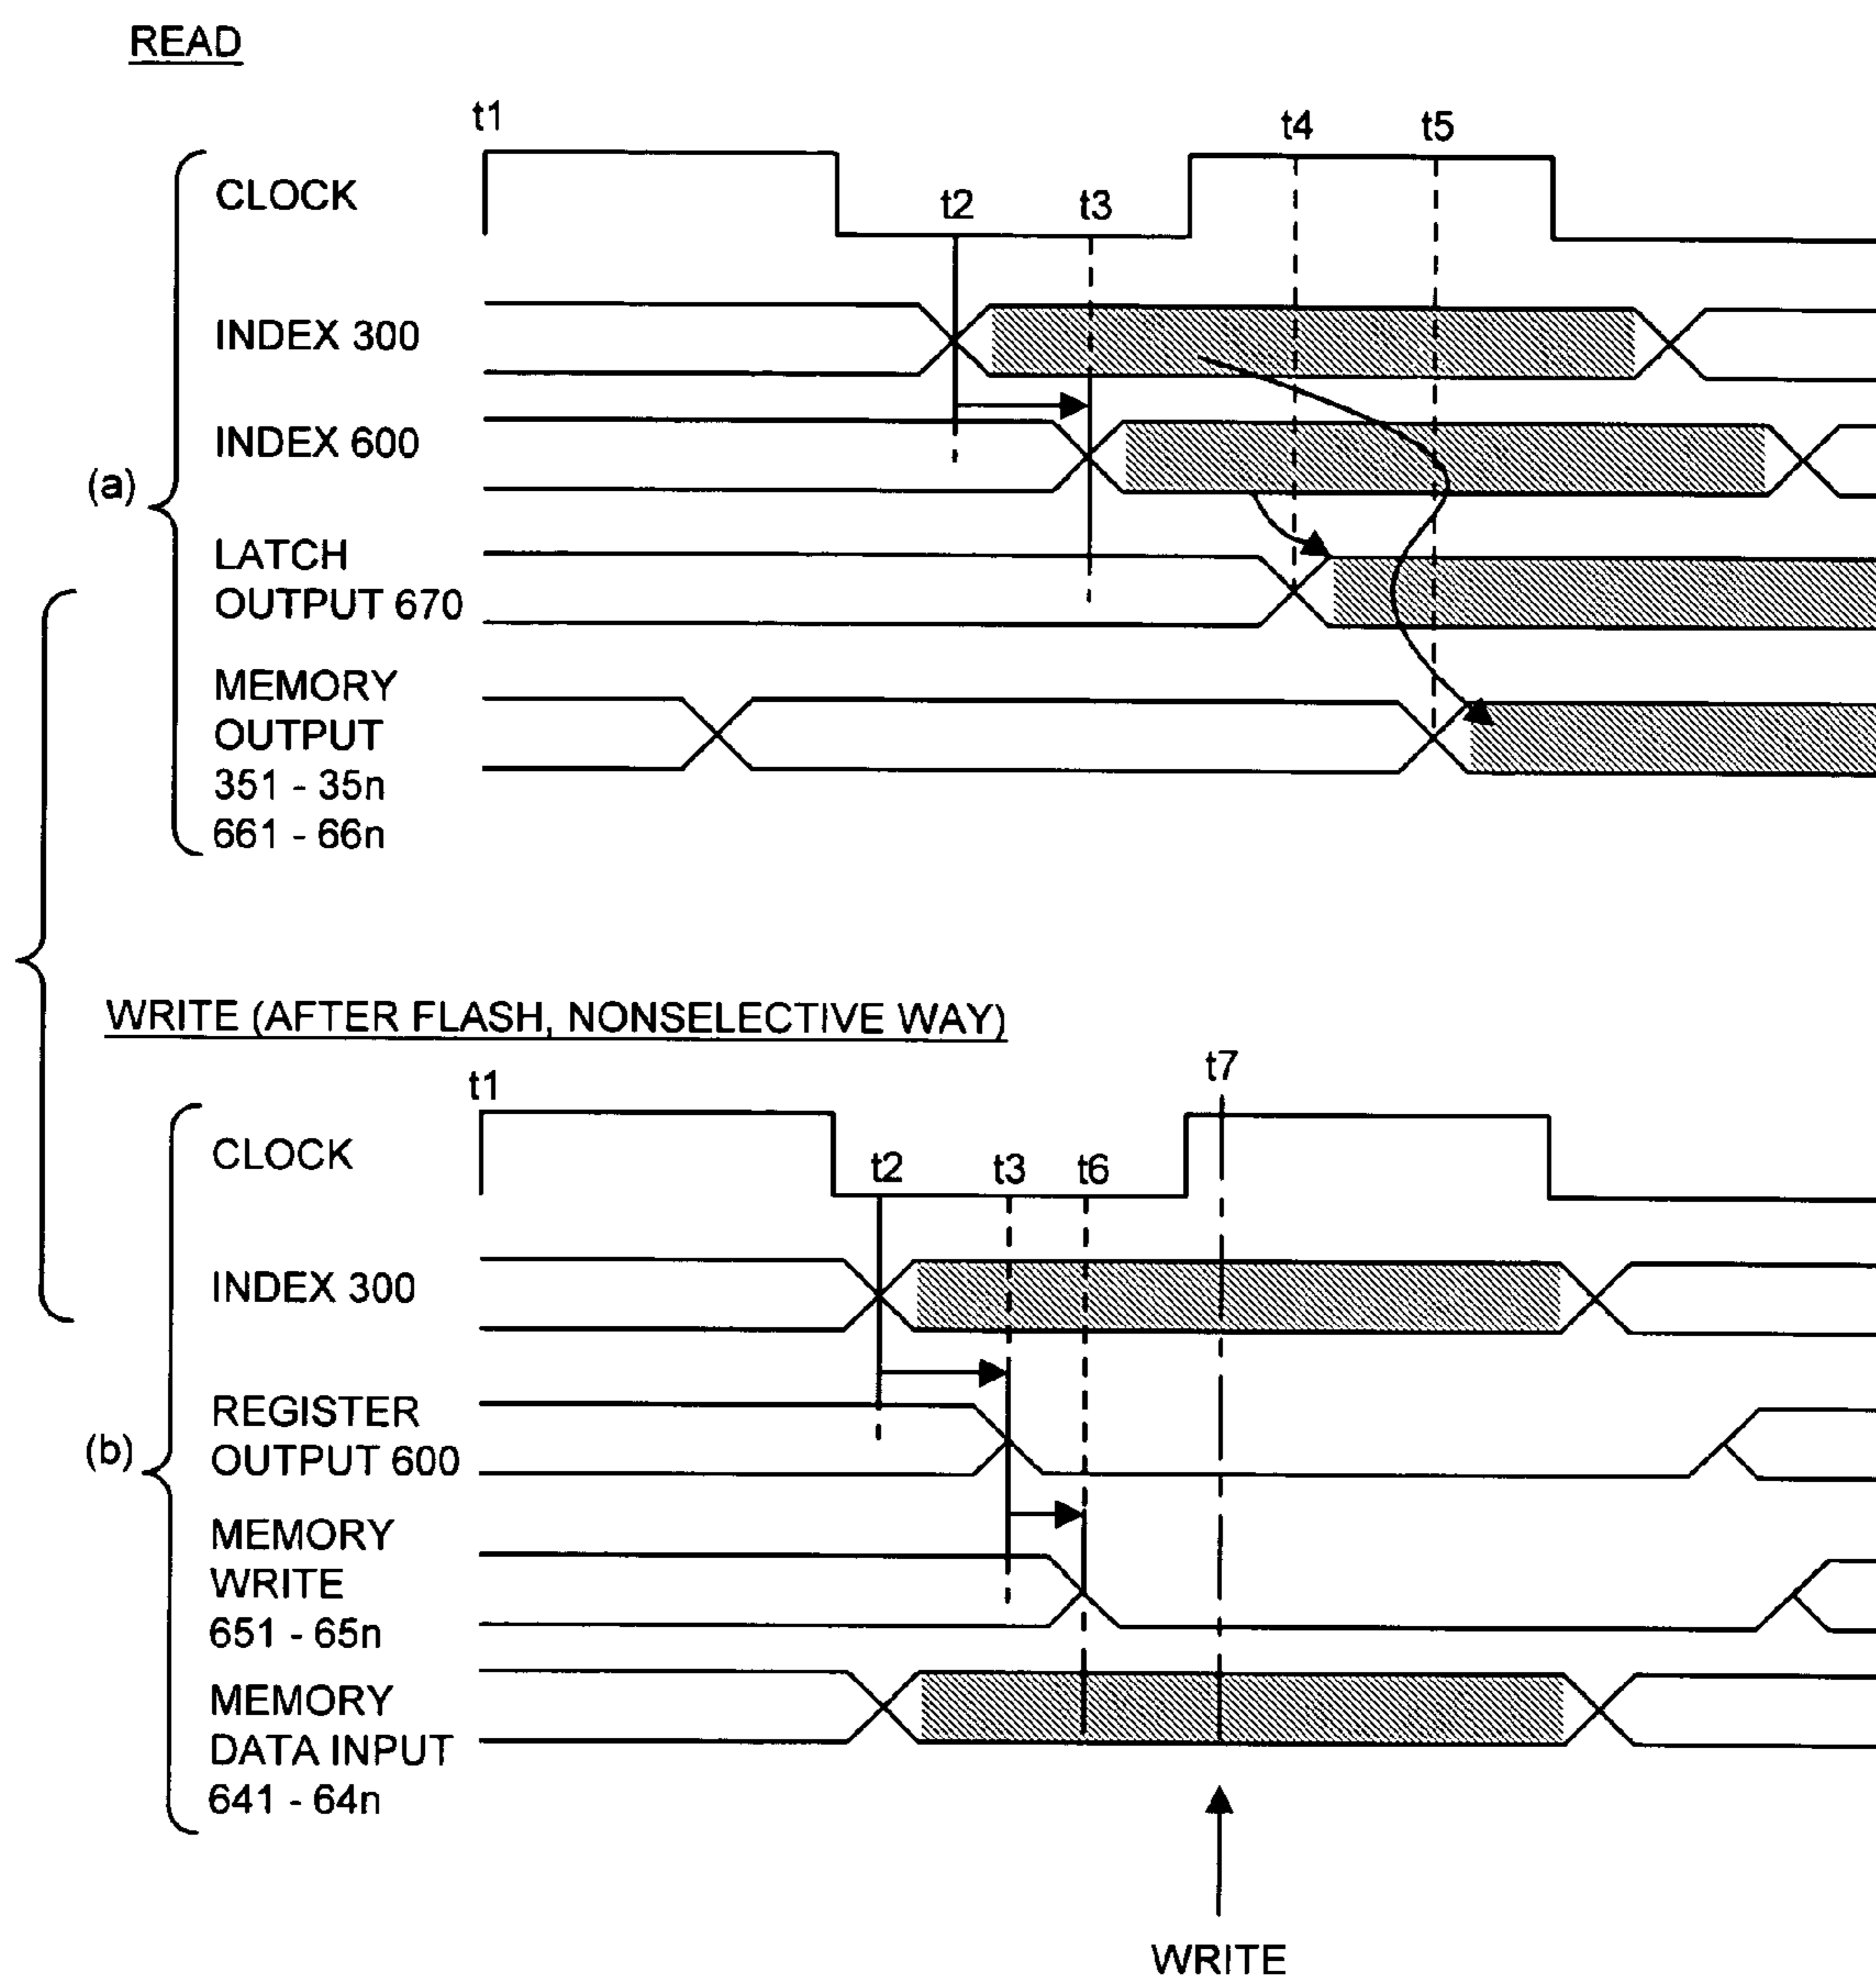 READ
t1
t4
t5
CLOCK
t2
t3
INDEX 300
INDEX 600
(a)
LATCH
OUTPUT 670
MEMORY
OUTPUT
351 - 35n
661 - 66n
WRITE (AFTER FLASH, NONSELECTIVE WAY)
t1
t7
CLOCK
t2
t3
t6
INDEX 300
REGISTER
OUTPUT 600
(b)
MEMORY
WRITE
651 - 65n
MEMORY
DATA INPUT
641 - 64n
WRITE